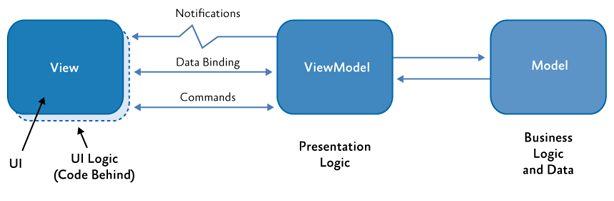 Notifications
View
Data Binding
ViewModel
Model
Commands
UI
UI Logic
(Code Behind)
Presentation
Logic
Business
Logic
and Data